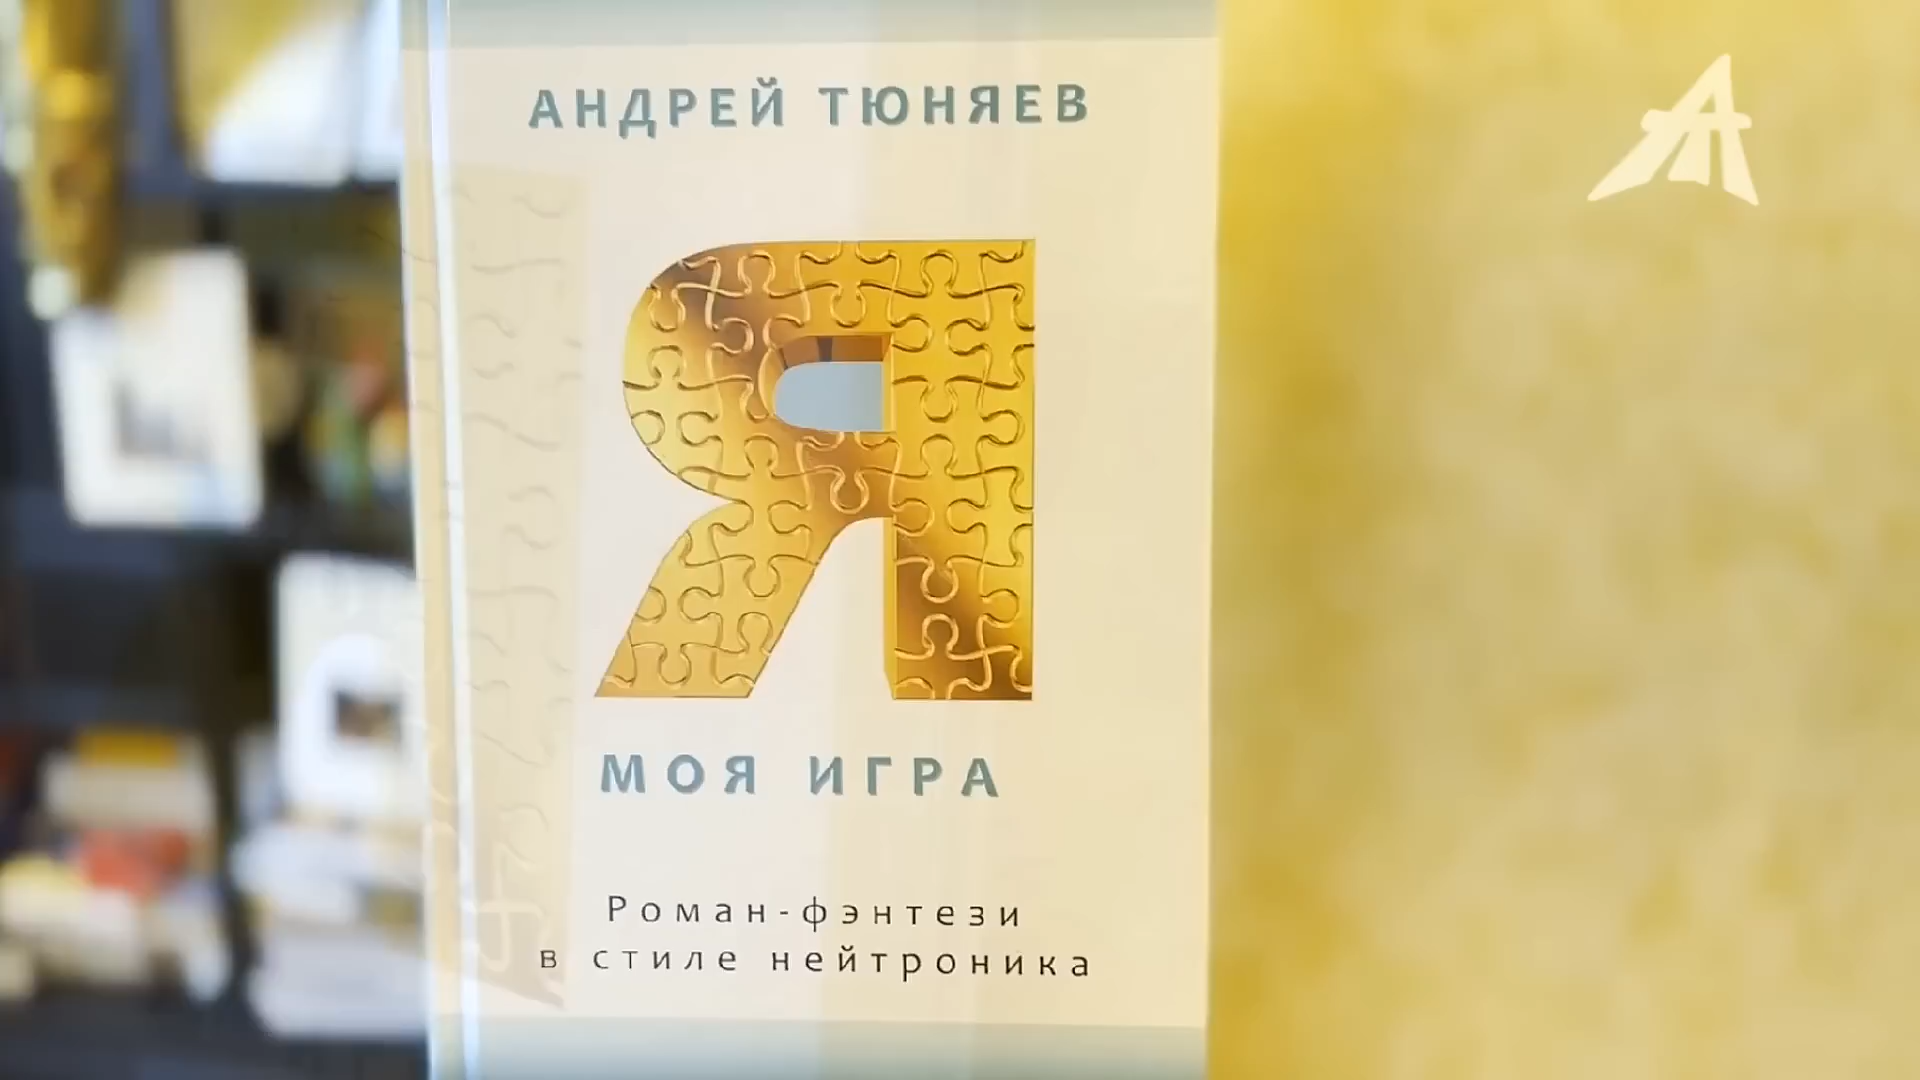 АНДРЕЙ ТЮНЯЕВ
Я
МОЯ ИГРА
Роман-фэнтези
в стиле нейтроника